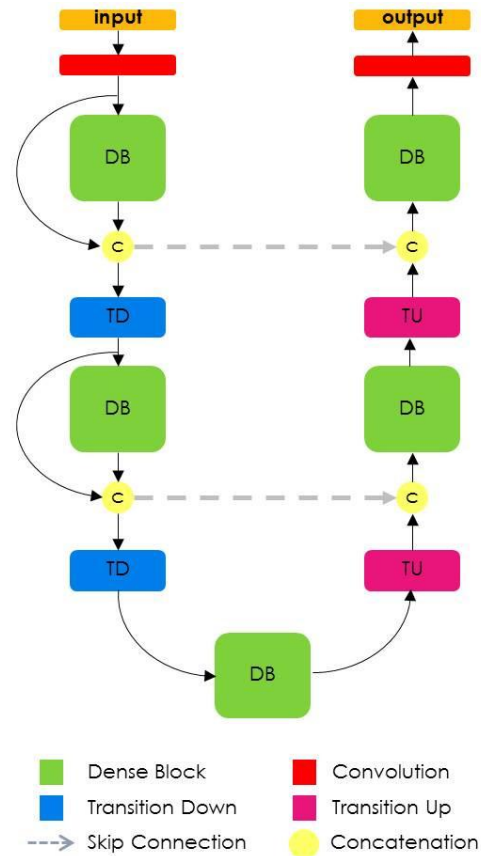 input output
DB DB
C C
TD TU
DB DB
C C
TD TU
DB
Dense Block Convolution
Transition Down Transition Up
Skip Connection Concatenation